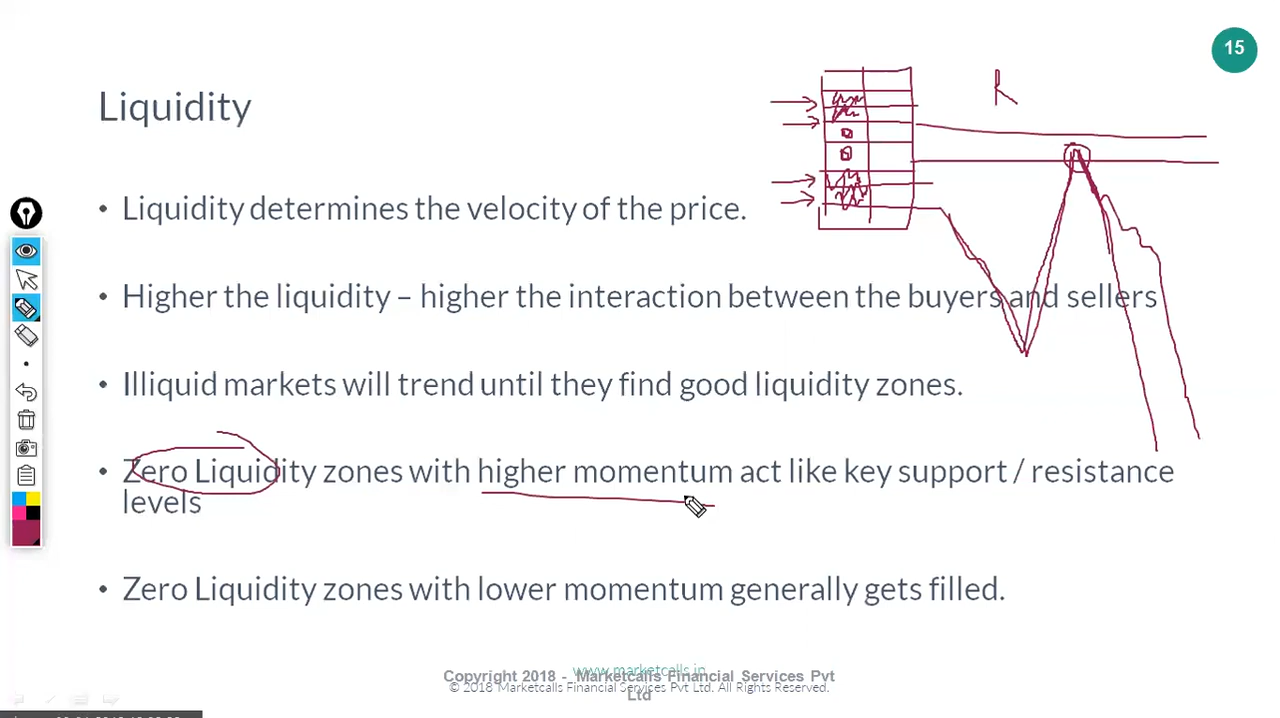 15
R
Liquidity
• Liquidity determines the velocity of the price.
• Higher the liquidity – higher the interaction between the buyers and sellers
• Illiquid markets will trend until they find good liquidity zones.
• Zero Liquidity zones with higher momentum act like key support / resistance
levels
• Zero Liquidity zones with lower momentum generally gets filled.
www.marketcalls.in
Copyright 2018 - Marketcalls Financial Services Pvt
Ltd
© 2018 Marketcalls Financial Services Pvt Ltd. All Rights Reserved.